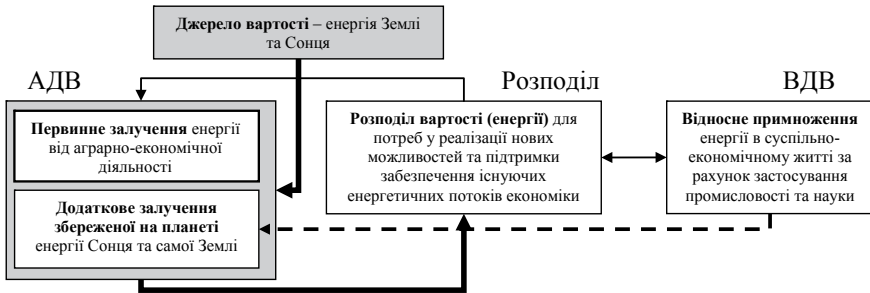 Джерело вартості – енергія Землі
та Сонця
АДВ
Розподіл
ВДВ
Первинне залучення енергії
від аграрно-економічної
діяльності
Додаткове залучення
збереженої на планеті
енергії Сонця та самої Землі
Розподіл вартості (енергії) для
потреб у реалізації нових
можливостей та підтримки
забезпечення існуючих
енергетичних потоків економіки
Відносне примноження
енергії в суспільно-
економічному житті за
рахунок застосування
промисловості та науки